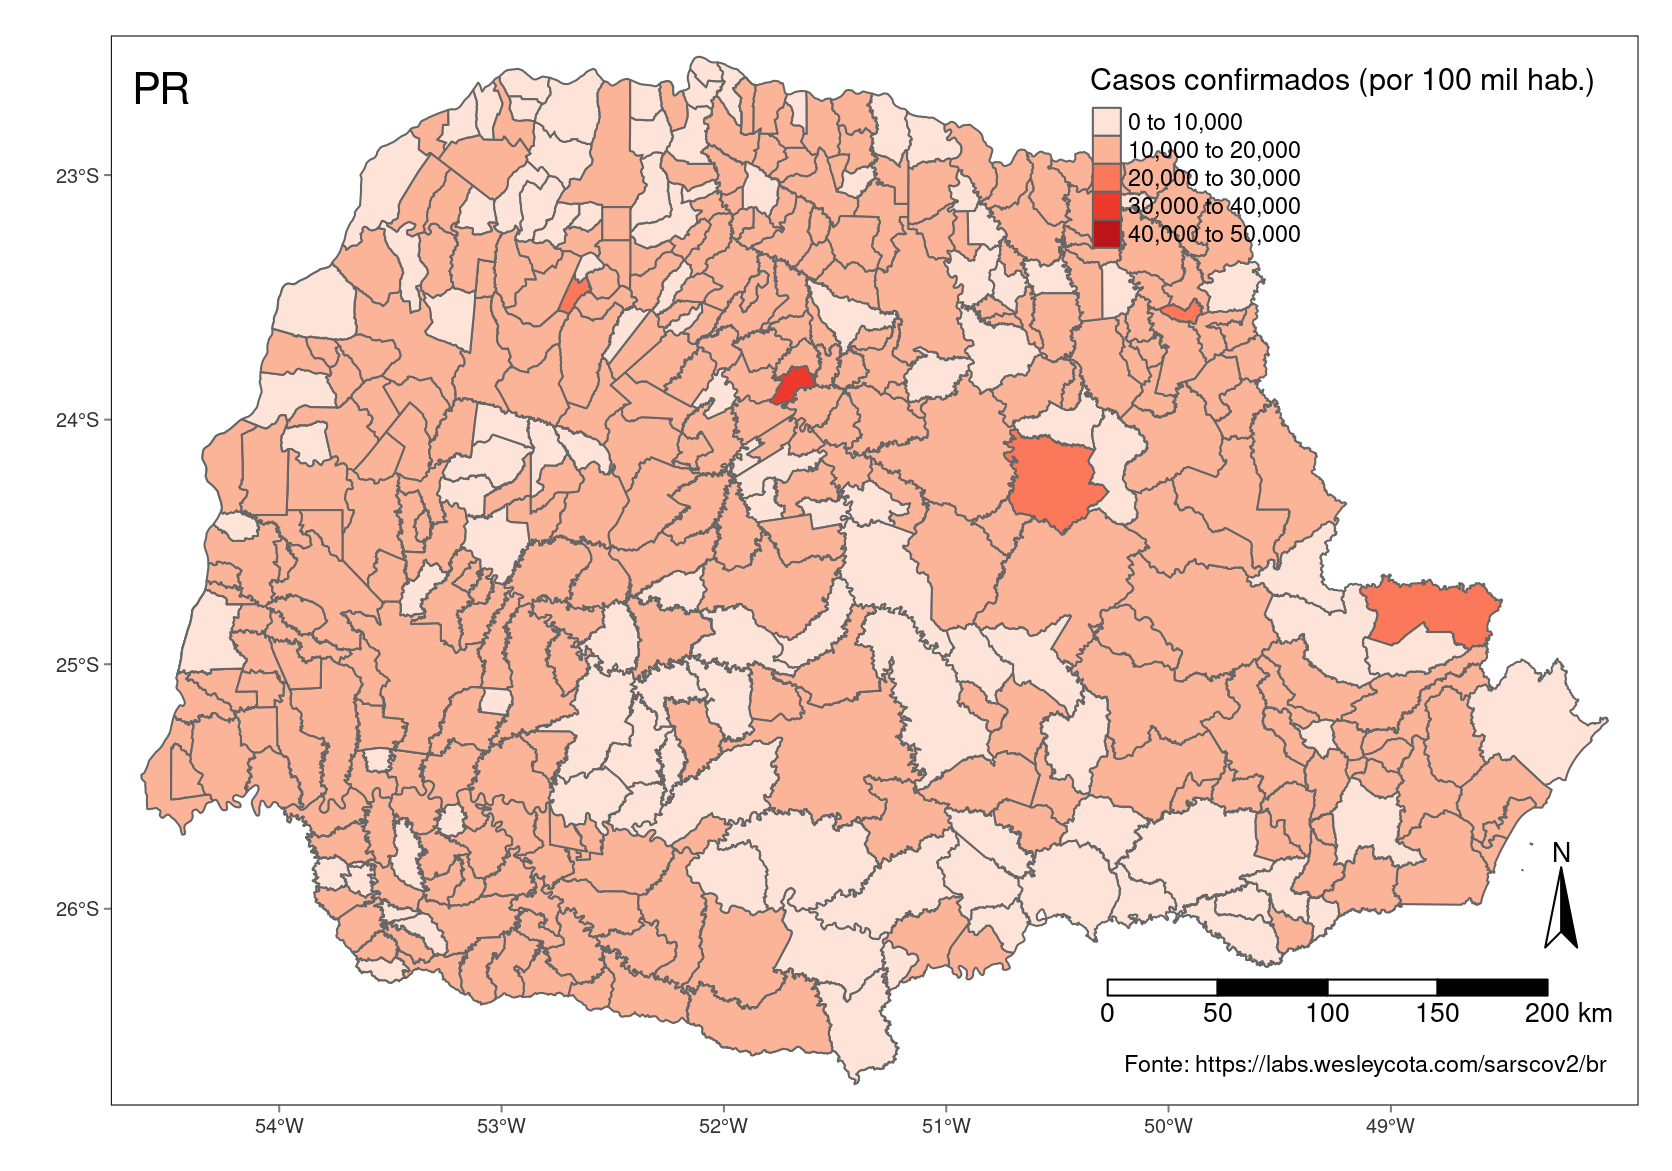 PR
Casos confirmados (por 100 mil hab.)
0 to 10,000
10,000 to 20,000
20,000 to 30,000
30,000 to 40,000
40,000 to 50,000
23°S
24°S
25°S
26°S
N
0 50 100 150 200 km
Fonte: https://labs.wesleycota.com/sarscov2/br
54°W 53°W 52°W 51°W 50°W 49°W